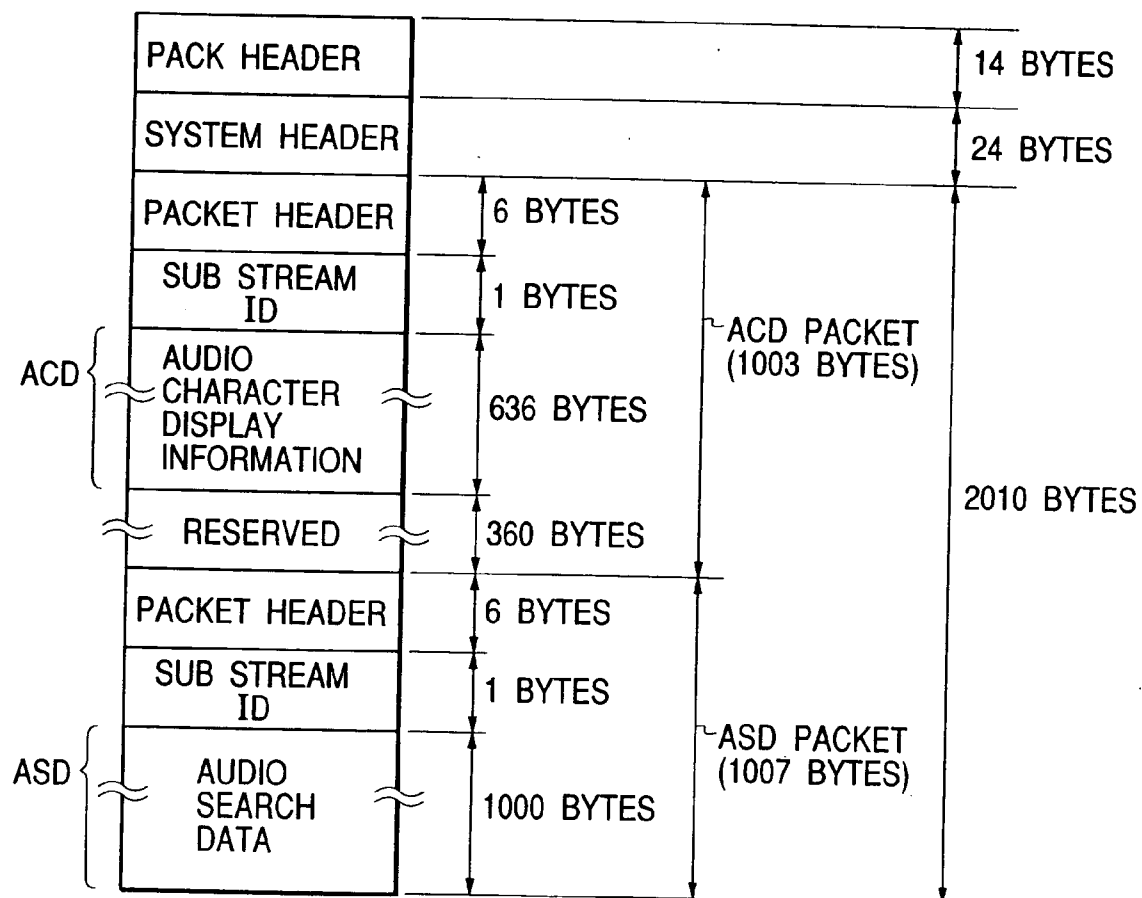 PACK HEADER
14 BYTES
SYSTEM HEADER
24 BYTES
PACKET HEADER
6 BYTES
SUB STREAM
ID
1 BYTES
ACD
AUDIO
CHARACTER
DISPLAY
INFORMATION
636 BYTES
ACD PACKET
(1003 BYTES)
2010 BYTES
RESERVED
360 BYTES
PACKET HEADER
6 BYTES
SUB STREAM
ID
1 BYTES
ASD
AUDIO
SEARCH
DATA
1000 BYTES
ASD PACKET
(1007 BYTES)